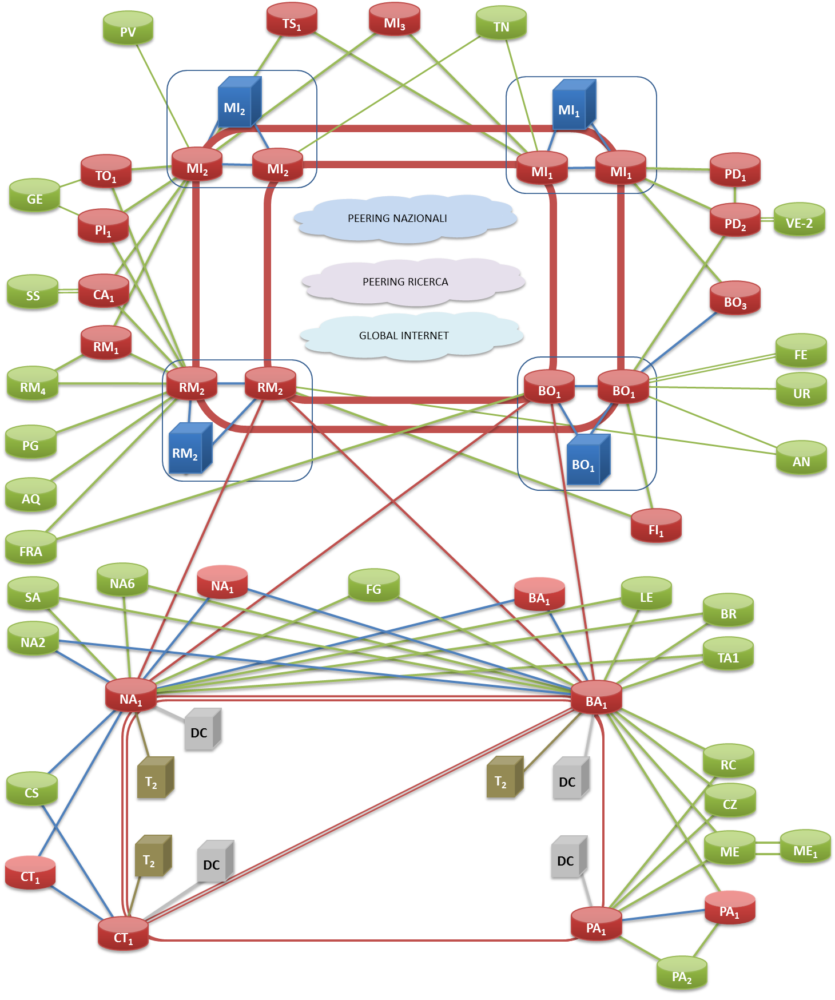 PV
TS1
MI3
TN
MI2
MI1
MI2
MI2
MI1
MI1
TO1
PD1
GE
PI1
PEERING NAZIONALI
PD2
VE-2
SS
CA1
PEERING RICERCA
BO3
GLOBAL INTERNET
RM1
FE
RM4
RM2
RM2
BO1
BO1
UR
PG
RM2
BO1
AN
AQ
FI1
FRA
SA
NA6
NA1
FG
BA1
LE
BR
NA2
TA1
NA1
BA1
DC
T2
T2
DC
RC
CS
CZ
T2
DC
DC
ME
ME1
CT1
PA1
CT1
PA1
PA2